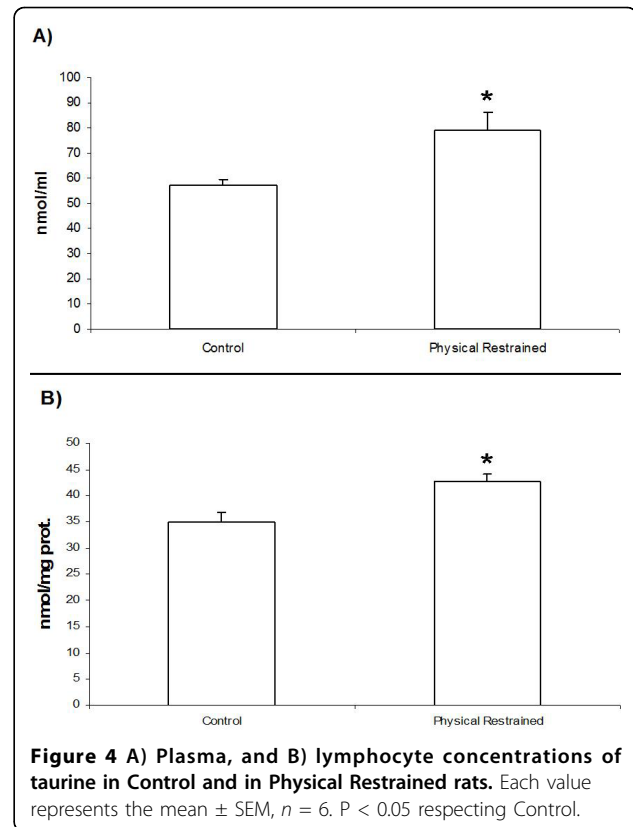 A)
100
90
80
70
60
50
40
30
20
10
0
nmol/ml
*
Control
Physical Restrained
B)
50
45
40
35
30
25
20
15
10
5
0
nmol/mg prot.
*
Control
Physical Restrained
Figure 4 A) Plasma, and B) lymphocyte concentrations of
taurine in Control and in Physical Restrained rats. Each value
represents the mean ± SEM, n = 6. P < 0.05 respecting Control.